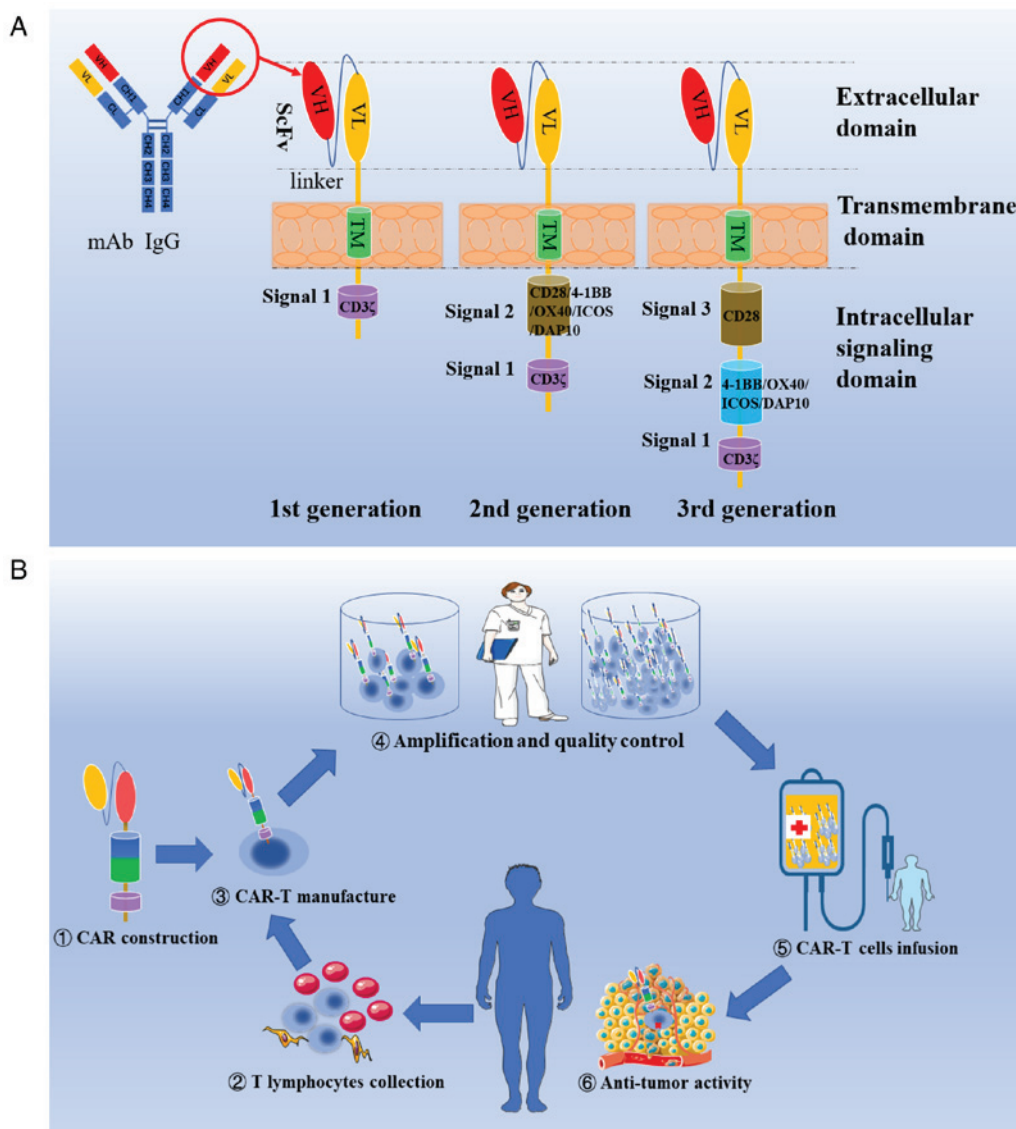 A
VH
VL
CH1
CL
VH
VL
CH1
CL
CH2
CH3
CH4
CH2
CH3
CH4
mAb IgG
ScFv
VH
VL
linker
TM
Signal 1
CD3ζ
1st generation
VH
VL
TM
Signal 2
CD28/4-1BB
/OX40/ICOS
/DAP10
Signal 1
CD3ζ
2nd generation
VH
VL
TM
Signal 3
CD28
Signal 2
4-1BB/OX40/
ICOS/DAP10
Signal 1
CD3ζ
3rd generation
Extracellular
domain
Transmembrane
domain
Intracellular
signaling
domain
B
① CAR construction
② T lymphocytes collection
③ CAR-T manufacture
④ Amplification and quality control
⑤ CAR-T cells infusion
⑥ Anti-tumor activity